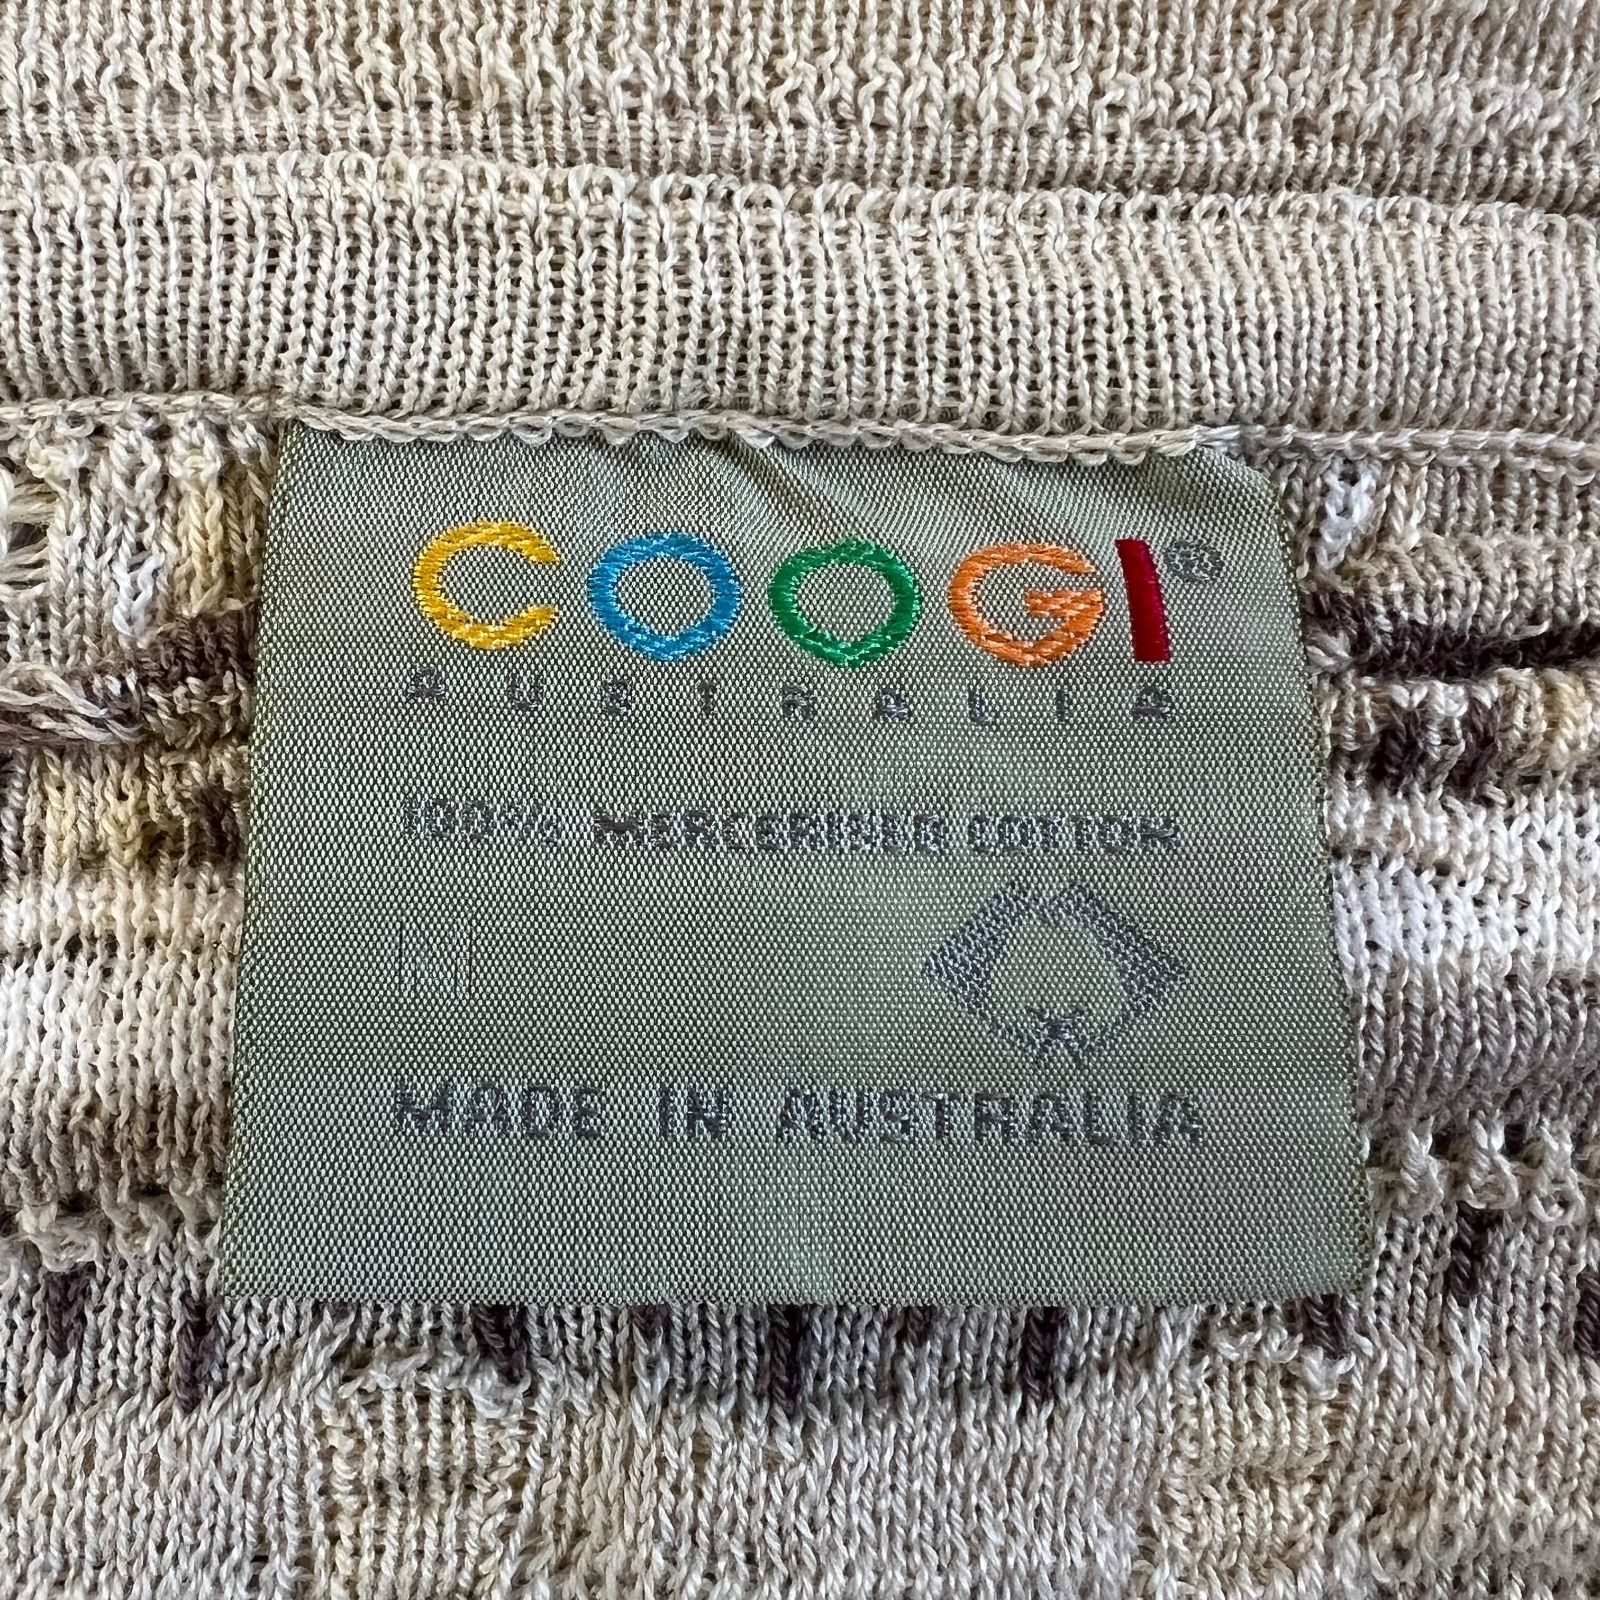 COOGI®
AUSTRALIA
100% MERCERISED COTTON
MADE IN AUSTRALIA